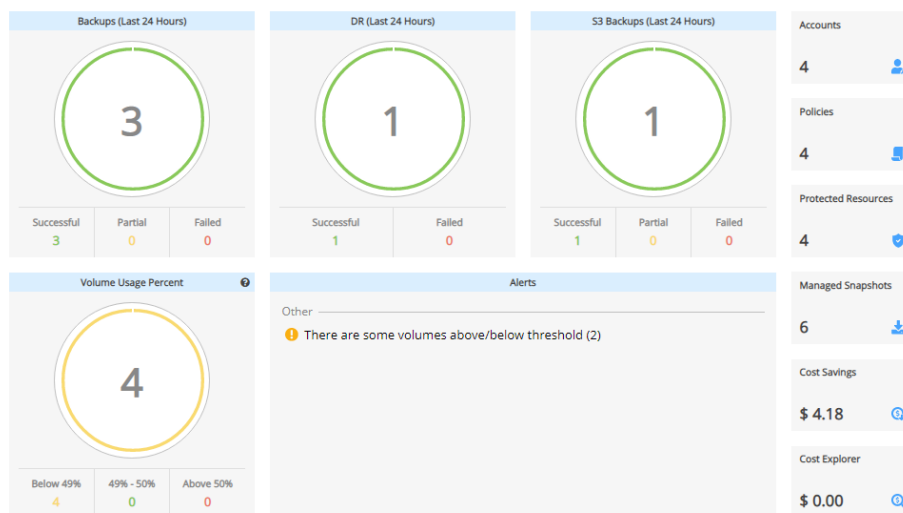 Backups (Last 24 Hours)
3
Successful Partial Failed
3 0 0
DR (Last 24 Hours)
1
Successful Failed
1 0
S3 Backups (Last 24 Hours)
1
Successful Partial Failed
1 0 0
Volume Usage Percent
4
Below 49% 49% - 50% Above 50%
4 0 0
Alerts
Other
There are some volumes above/below threshold (2)
Accounts
4
Policies
4
Protected Resources
4
Managed Snapshots
6
Cost Savings
$ 4.18
Cost Explorer
$ 0.00